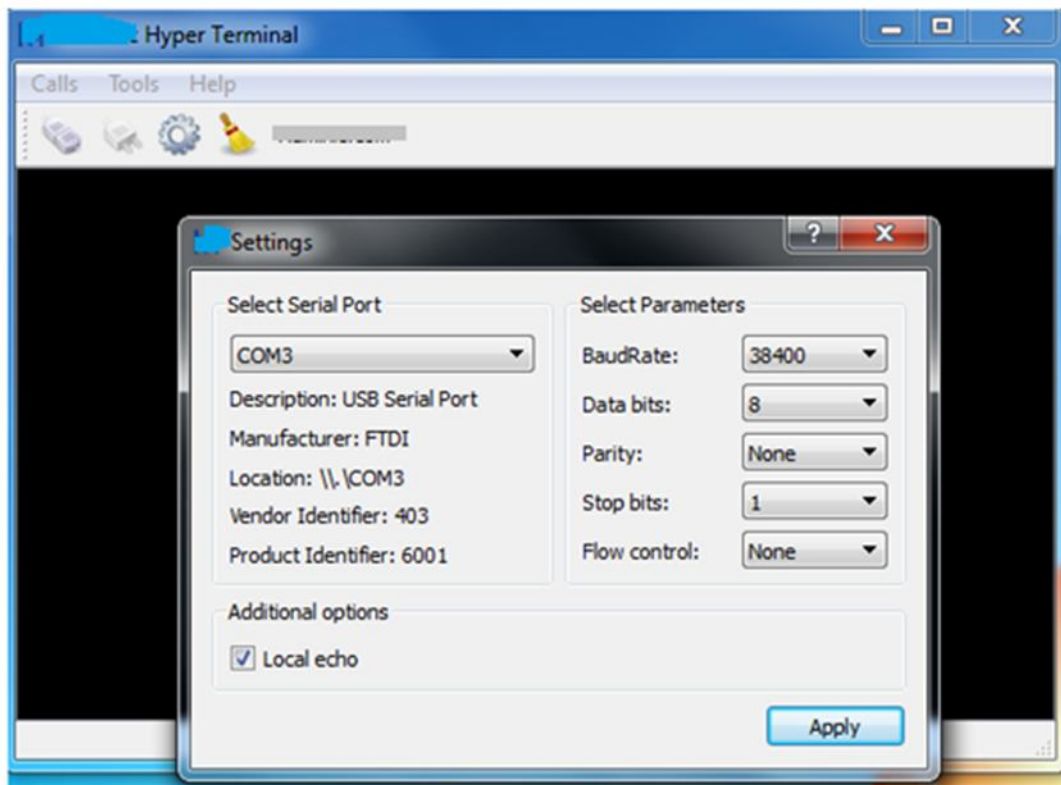 Hyper Terminal
Calls Tools Help
Settings
?
Select Serial Port
COM3
Description: USB Serial Port
Manufacturer: FTDI
Location: \\.\COM3
Vendor Identifier: 403
Product Identifier: 6001
Select Parameters
BaudRate: 38400
Data bits: 8
Parity: None
Stop bits: 1
Flow control: None
Additional options
Local echo
Apply